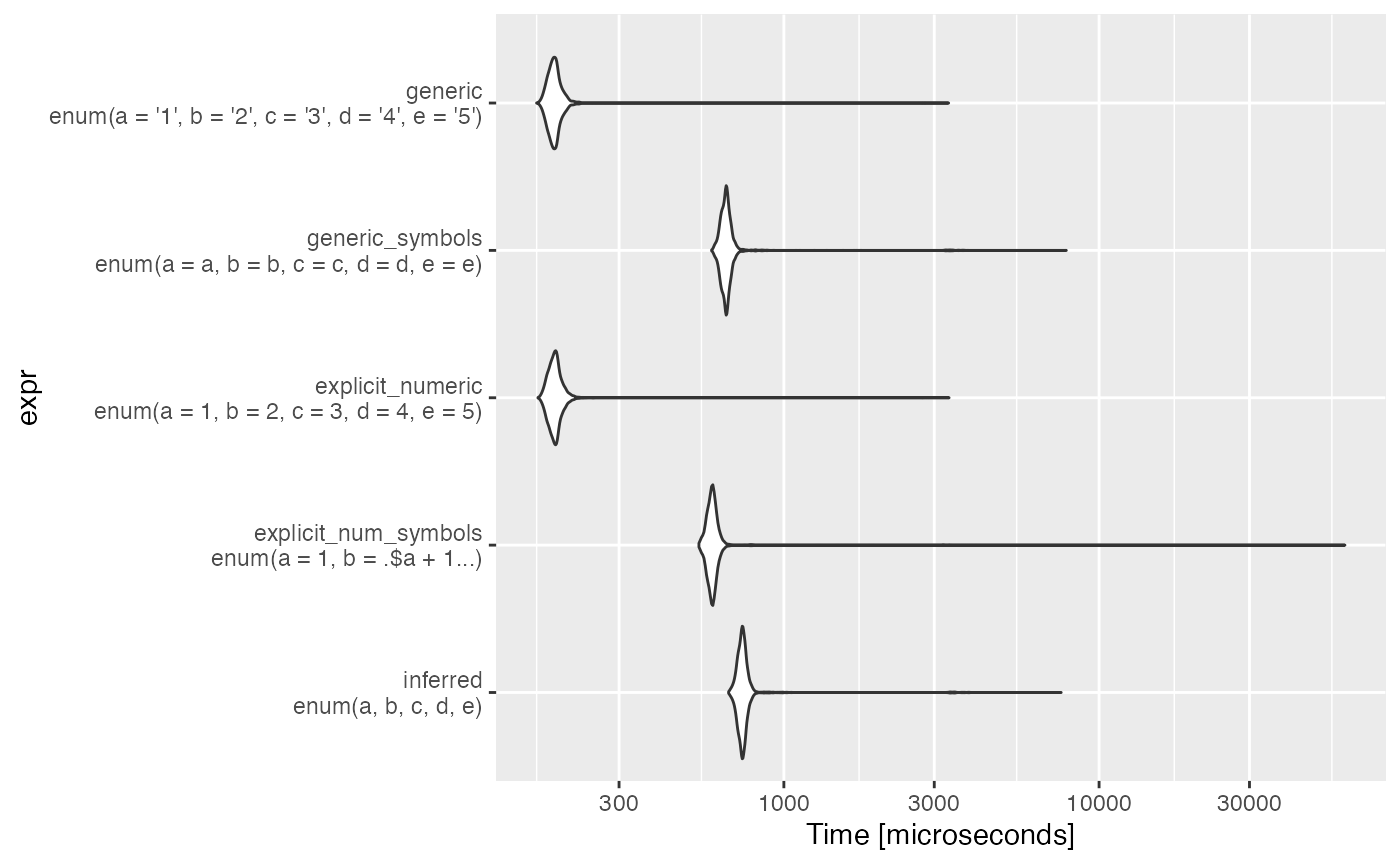 generic
enum(a = '1', b = '2', c = '3', d = '4', e = '5')
generic_symbols
enum(a = a, b = b, c = c, d = d, e = e)
explicit_numeric
enum(a = 1, b = 2, c = 3, d = 4, e = 5)
expr
explicit_num_symbols
enum(a = 1, b = .$a + 1...)
inferred
enum(a, b, c, d, e)
300 1000 3000 10000 30000
Time [microseconds]